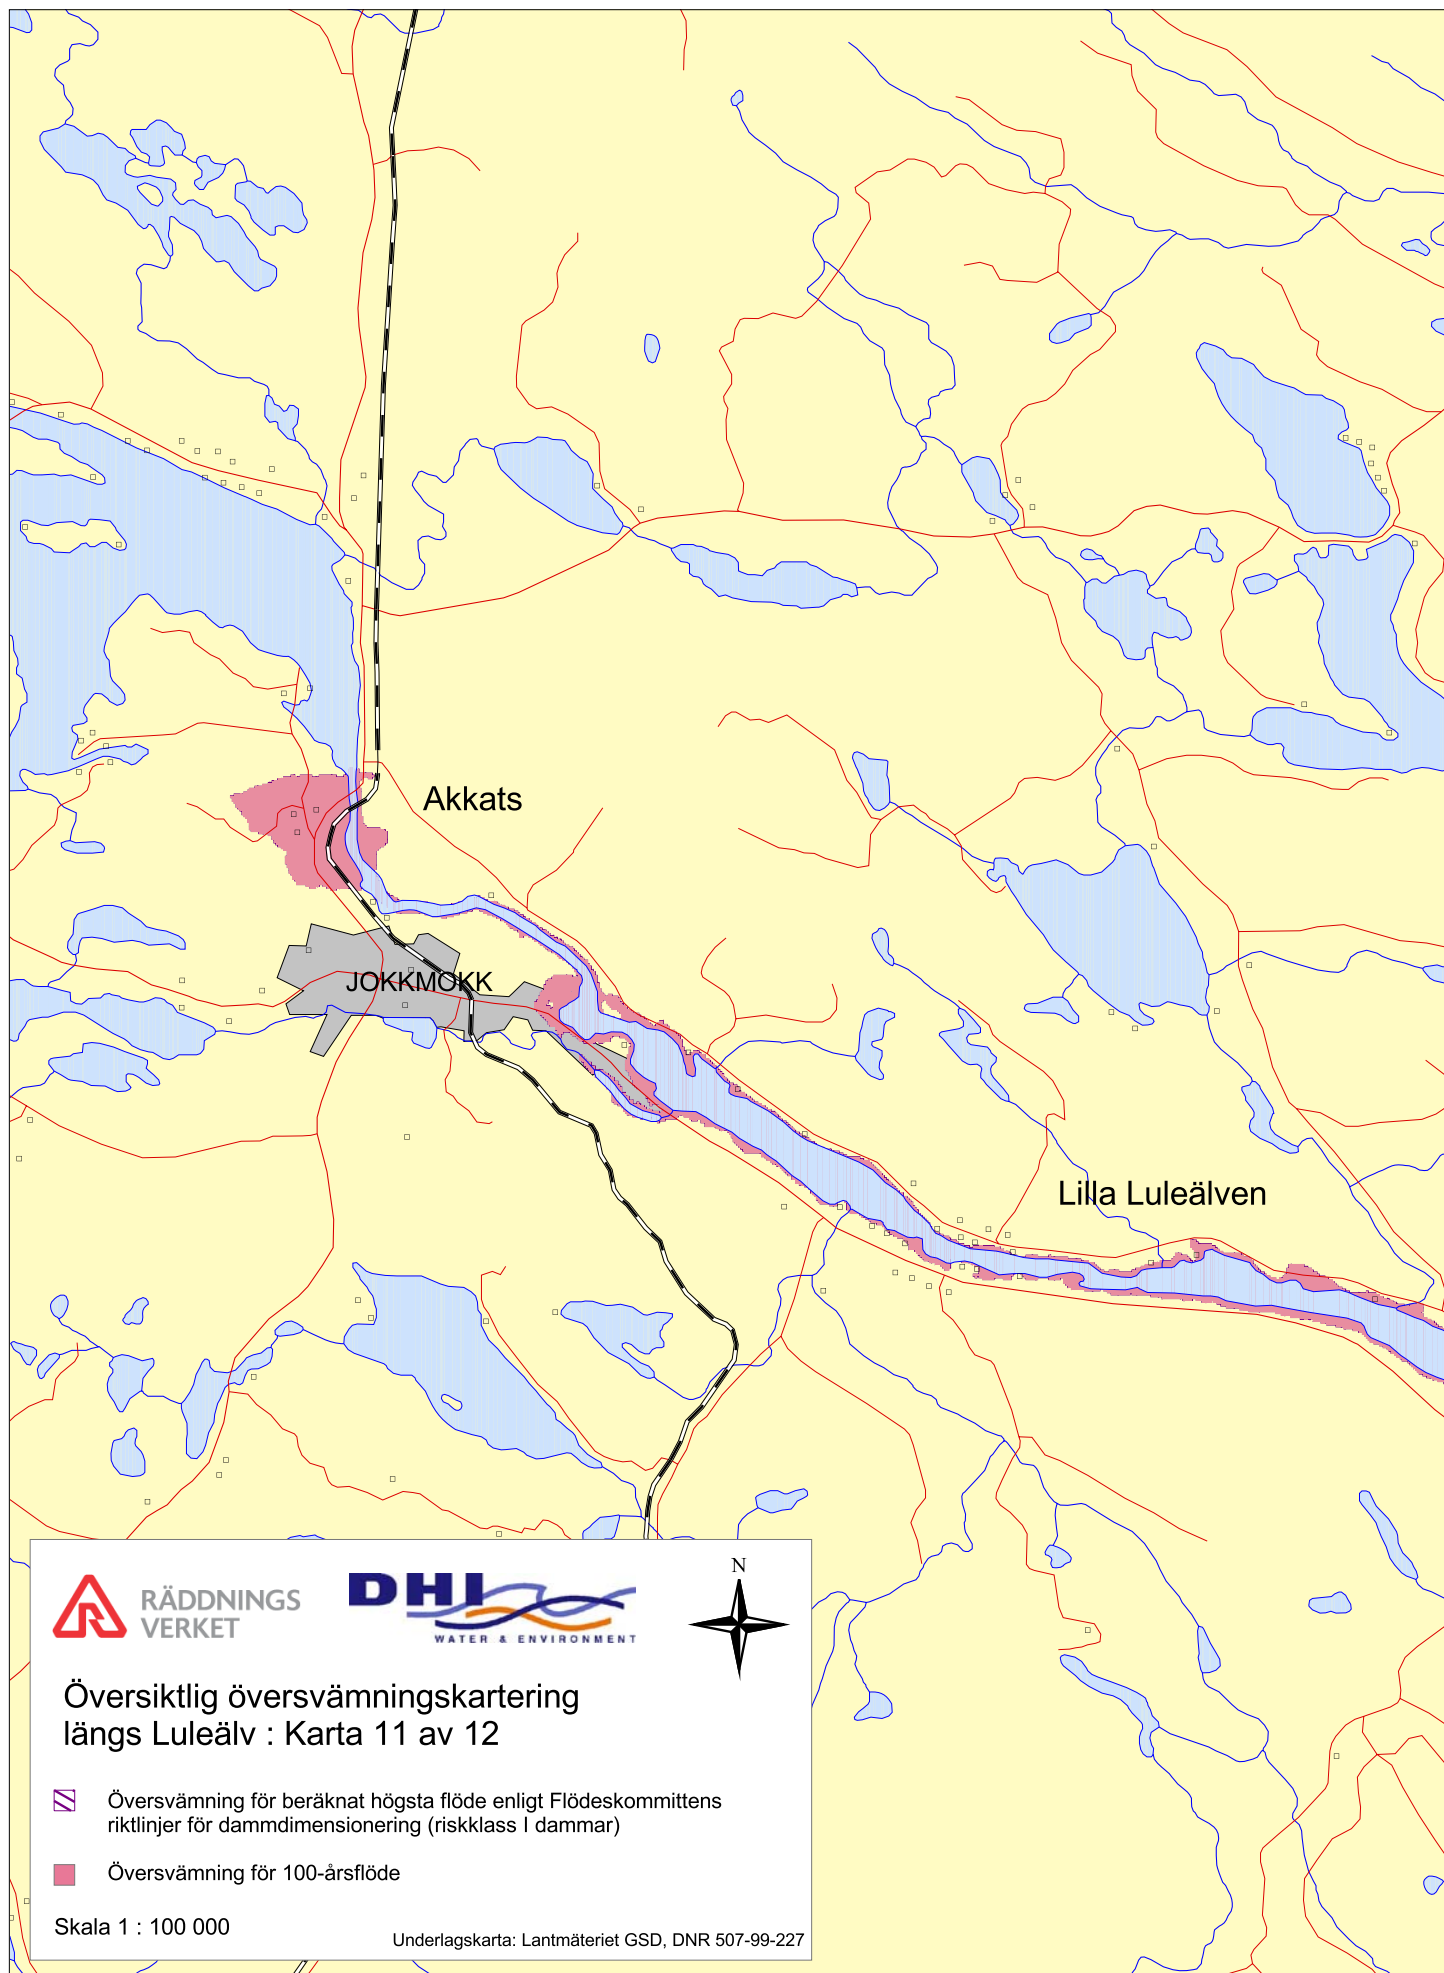 Akkats
JOKKMOKK
Lilla Luleälven
N
RÄDDNINGS
VERKET
DHI
WATER & ENVIRONMENT
Översiktlig översvämningskartering
längs Luleälv : Karta 11 av 12
Översvämning för beräknat högsta flöde enligt Flödeskommittens
riktlinjer för dammdimensionering (riskklass I dammar)
Översvämning för 100-årsflöde
Skala 1 : 100 000
Underlagskarta: Lantmäteriet GSD, DNR 507-99-227